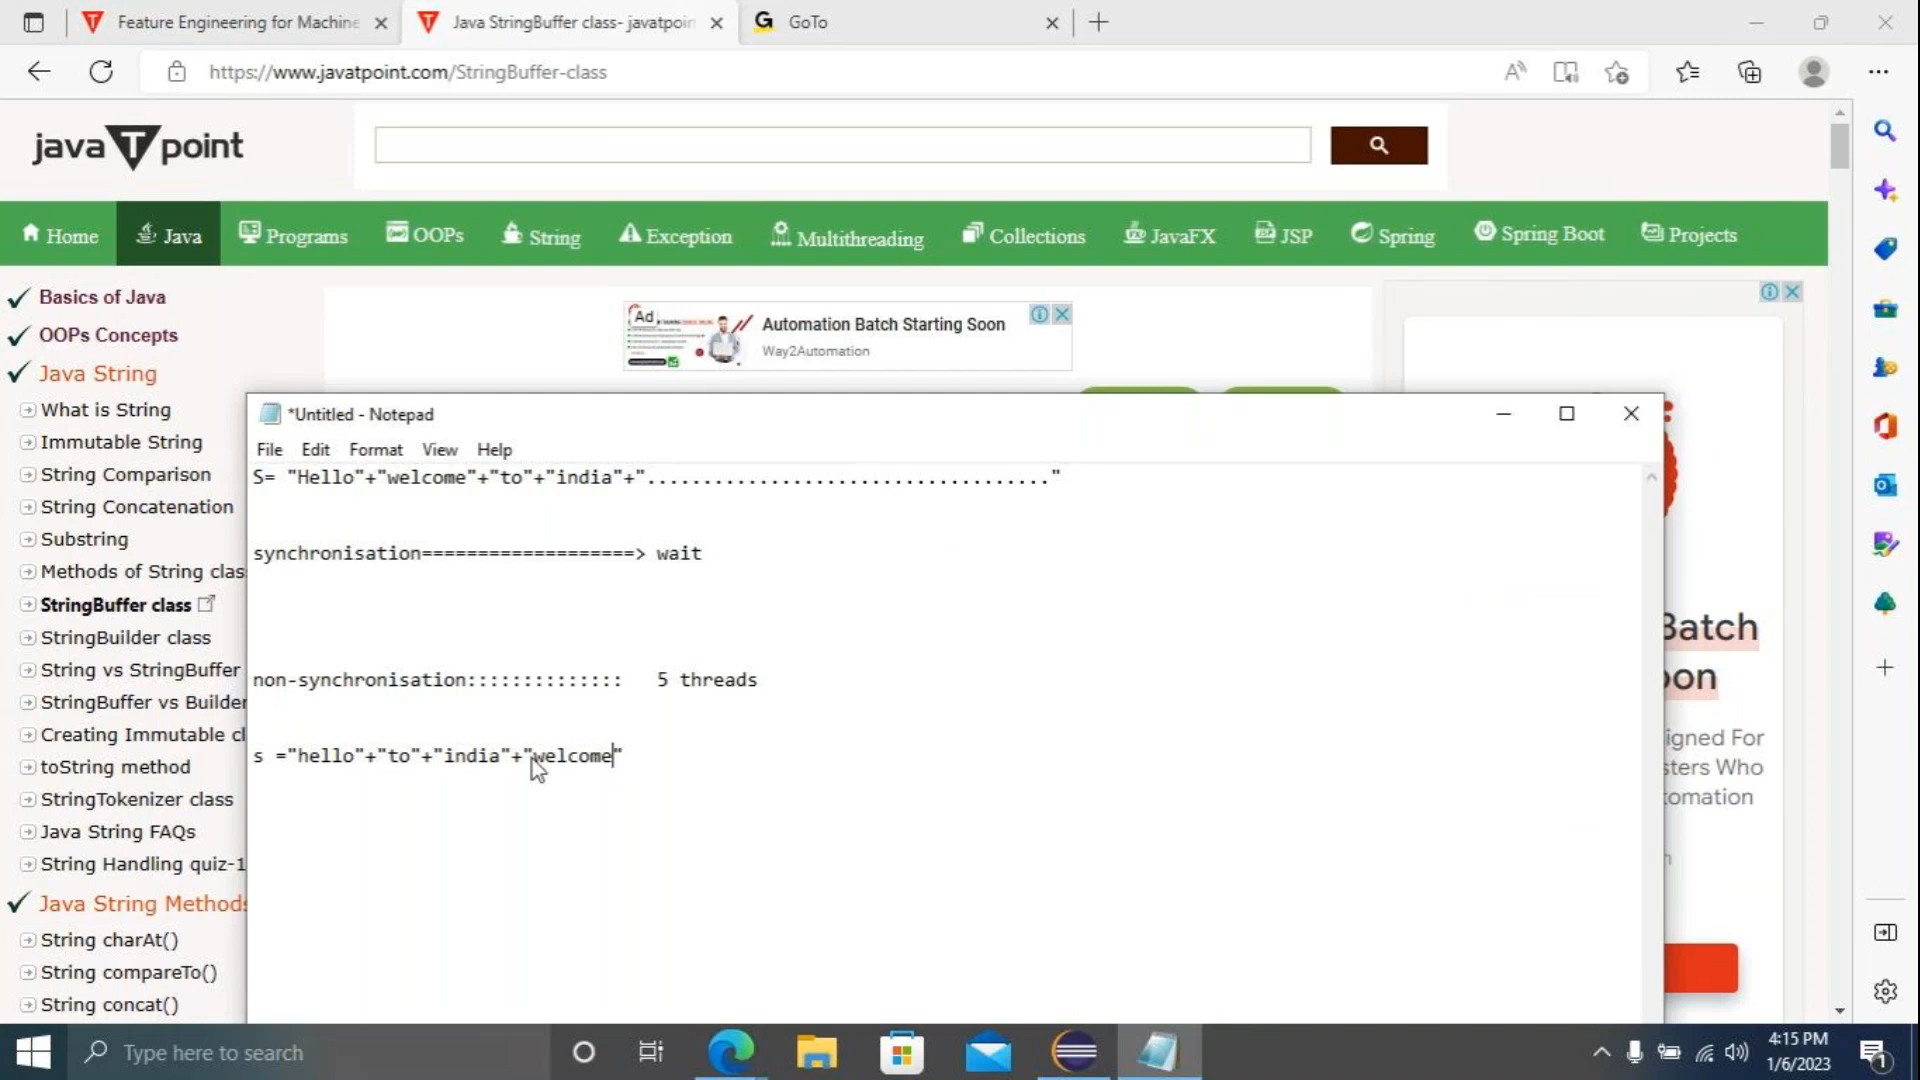 Feature Engineering for Machine
Java StringBuffer class- javatpoin
G GoTo
https://www.javatpoint.com/StringBuffer-class
java T point
Home
Java
Programs
OOPs
String
Exception
Multithreading
Collections
JavaFX
JSP
Spring
Spring Boot
Projects
Basics of Java
OOPs Concepts
Java String
What is String
Immutable String
String Comparison
String Concatenation
Substring
Methods of String clas
StringBuffer class
StringBuilder class
String vs StringBuffer
StringBuffer vs Builder
Creating Immutable cl
toString method
StringTokenizer class
Java String FAQs
String Handling quiz-1
Java String Methods
String charAt()
String compareTo()
String concat()
Ad
Automation Batch Starting Soon
Way2Automation
*Untitled - Notepad
File Edit Format View Help
S= "Hello"+"welcome"+"to"+"india"+"...................................."
synchronisation===================> wait
non-synchronisation:::::::::::::: 5 threads
s ="hello"+"to"+"india"+"welcome"
Batch
oon
igned For
sters Who
tomation
Type here to search
4:15 PM
1/6/2023
1